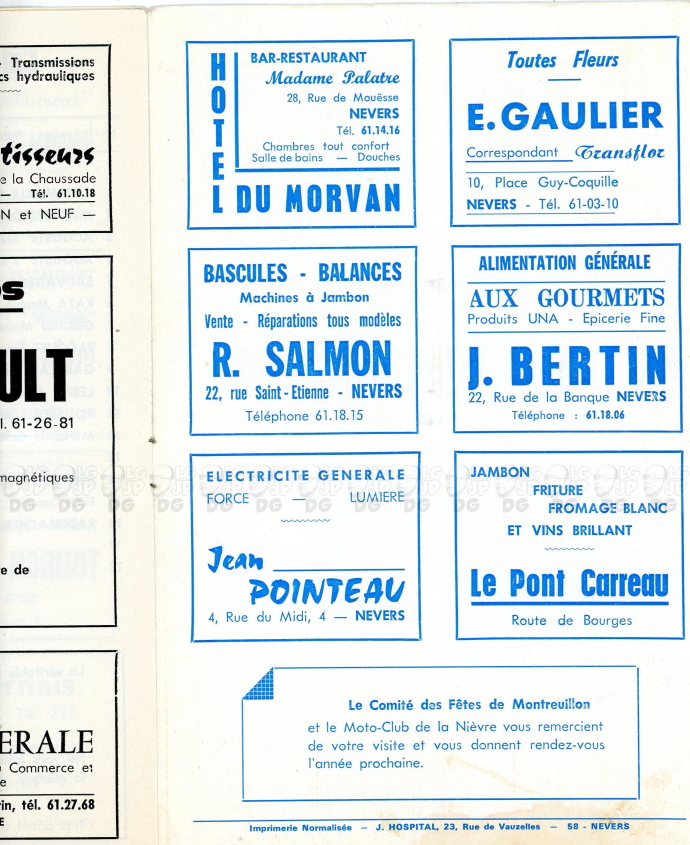 Transmissions
hydrauliques
e la Chaussade
— Tél. 61.10.18
N et NEUF —
ULT
61-26-81
magnétiques
re de
ERALE
Commerce et
tél. 61.27.68
HOTEL DU MORVAN
BAR-RESTAURANT
Madame Palatre
28, Rue de Mouësse
NEVERS
Tél. 61.14.16
Chambres tout confort
Salle de bains — Douches
Toutes Fleurs
E. GAULIER
Correspondant Transflor
10, Place Guy-Coquille
NEVERS - Tél. 61-03-10
BASCULES - BALANCES
Machines à Jambon
Vente - Réparations tous modèles
R. SALMON
22, rue Saint-Etienne - NEVERS
Téléphone 61.18.15
ALIMENTATION GÉNÉRALE
AUX GOURMETS
Produits UNA - Epicerie Fine
J. BERTIN
22, Rue de la Banque NEVERS
Téléphone : 61.18.06
ELECTRICITE GENERALE
FORCE — LUMIERE
Jean
POINTEAU
4, Rue du Midi, 4 — NEVERS
JAMBON
FRITURE
FROMAGE BLANC
ET VINS BRILLANT
Le Pont Carreau
Route de Bourges
Le Comité des Fêtes de Montreuillon
et le Moto-Club de la Nièvre vous remercient
de votre visite et vous donnent rendez-vous
l'année prochaine.
Imprimerie Normalisée — J. HOSPITAL, 23, Rue de Vauzelles — 58 - NEVERS